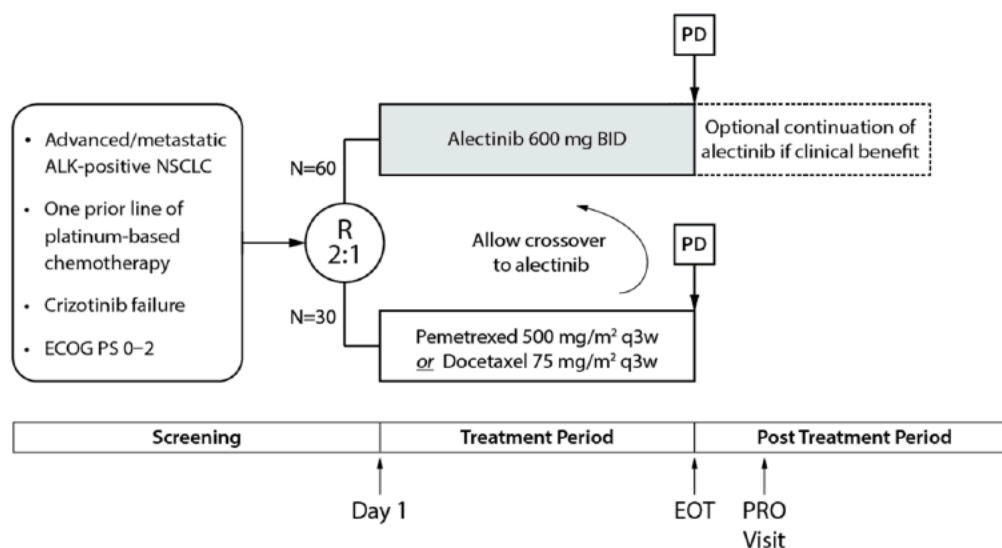 PD
• Advanced/metastatic
ALK-positive NSCLC
• One prior line of
platinum-based
chemotherapy
• Crizotinib failure
• ECOG PS 0–2
N=60
R
2:1
N=30
Alectinib 600 mg BID
Optional continuation of
alectinib if clinical benefit
Allow crossover
to alectinib
PD
Pemetrexed 500 mg/m² q3w
or Docetaxel 75 mg/m² q3w
Screening
Treatment Period
Post Treatment Period
Day 1
EOT
PRO
Visit